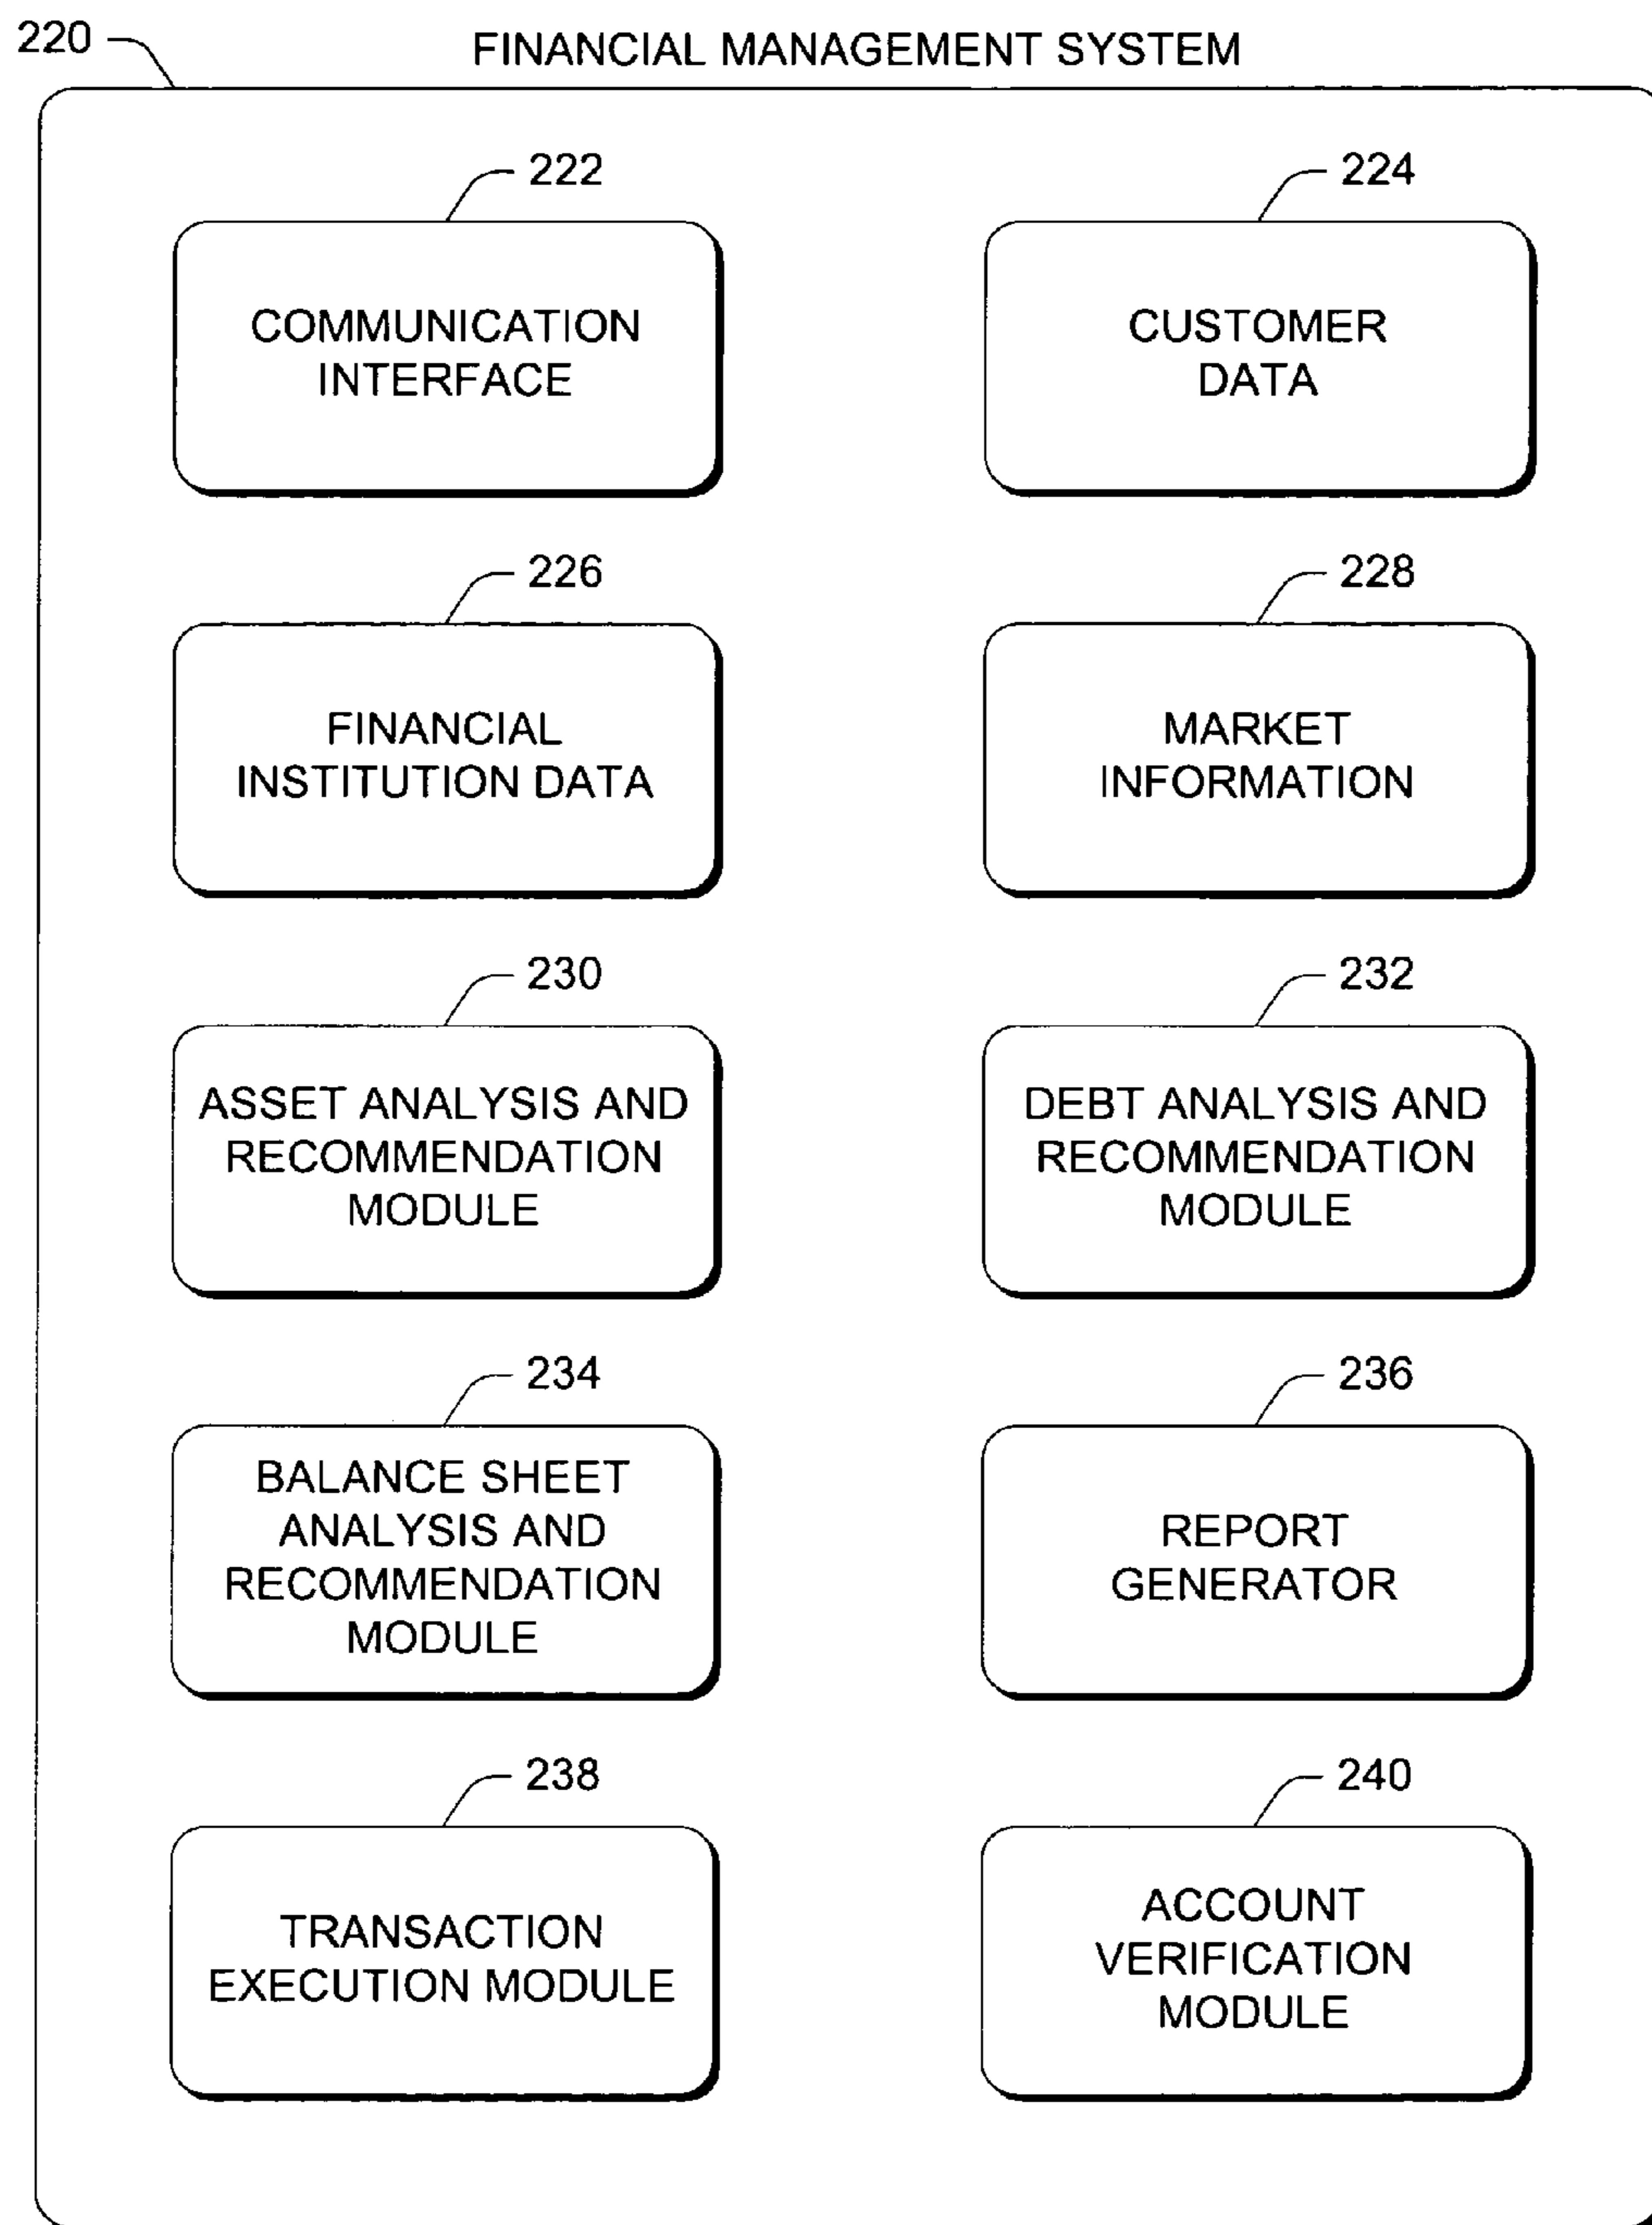 220
FINANCIAL MANAGEMENT SYSTEM
222
224
COMMUNICATION
INTERFACE
CUSTOMER
DATA
226
228
FINANCIAL
INSTITUTION DATA
MARKET
INFORMATION
230
232
ASSET ANALYSIS AND
RECOMMENDATION
MODULE
DEBT ANALYSIS AND
RECOMMENDATION
MODULE
234
236
BALANCE SHEET
ANALYSIS AND
RECOMMENDATION
MODULE
REPORT
GENERATOR
238
240
TRANSACTION
EXECUTION MODULE
ACCOUNT
VERIFICATION
MODULE